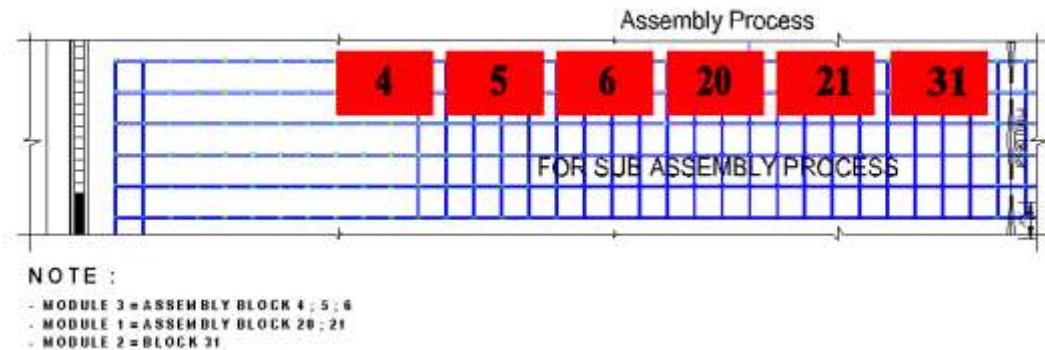 Assembly Process
4 5 6 20 21 31
FOR SUB ASSEMBLY PROCESS
NOTE :
- MODULE 3 = ASSEMBLY BLOCK 4 ; 5 ; 6
- MODULE 1 = ASSEMBLY BLOCK 20 ; 21
- MODULE 2 = BLOCK 31